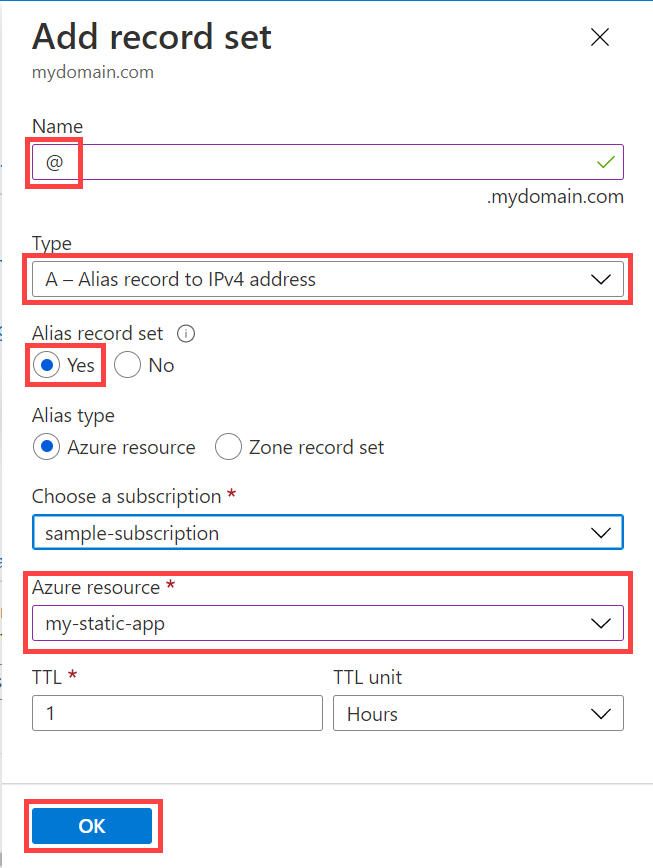 Add record set
mydomain.com
Name
@
.mydomain.com
Type
A – Alias record to IPv4 address
Alias record set
Yes No
Alias type
Azure resource Zone record set
Choose a subscription *
sample-subscription
Azure resource *
my-static-app
TTL * TTL unit
1 Hours
OK